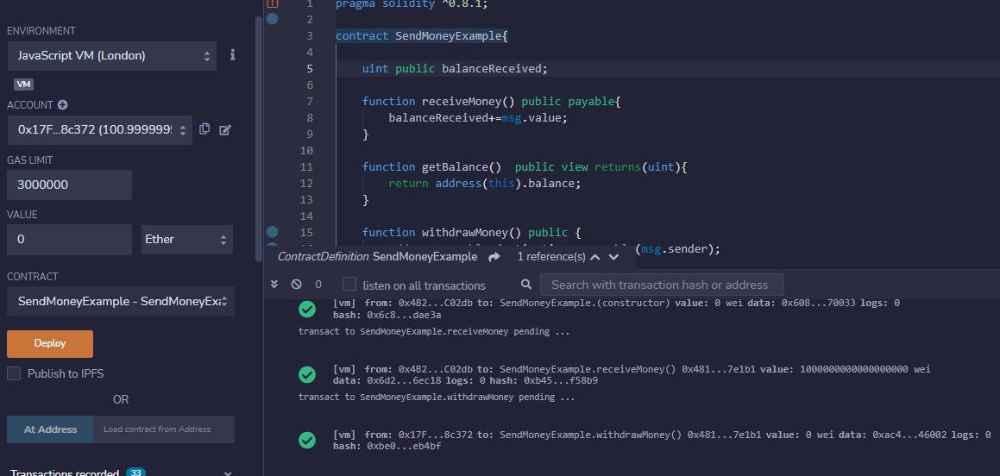 ENVIRONMENT
JavaScript VM (London)
VM
ACCOUNT
0x17F...8c372 (100.9999999
GAS LIMIT
3000000
VALUE
0
Ether
CONTRACT
SendMoneyExample - SendMoneyExa
Deploy
Publish to IPFS
OR
At Address
Load contract from Address
Transactions recorded 33
1 pragma solidity ^0.8.1;
2
3 contract SendMoneyExample{
4
5 uint public balanceReceived;
6
7 function receiveMoney() public payable{
8 balanceReceived+=msg.value;
9 }
10
11 function getBalance()  public view returns(uint){
12 return address(this).balance;
13 }
14
15 function withdrawMoney() public {
(msg.sender);
ContractDefinition SendMoneyExample 1 reference(s)
0 listen on all transactions Search with transaction hash or address
[vm] from: 0x4B2...C02db to: SendMoneyExample.(constructor) value: 0 wei data: 0x608...70033 logs: 0
hash: 0x6c8...dae3a
transact to SendMoneyExample.receiveMoney pending ...
[vm] from: 0x4B2...C02db to: SendMoneyExample.receiveMoney() 0x481...7e1b1 value: 1000000000000000000 wei
data: 0x6d2...6ec18 logs: 0 hash: 0xb45...f58b9
transact to SendMoneyExample.withdrawMoney pending ...
[vm] from: 0x17F...8c372 to: SendMoneyExample.withdrawMoney() 0x481...7e1b1 value: 0 wei data: 0xac4...46002 logs: 0
hash: 0xbe0...eb4bf